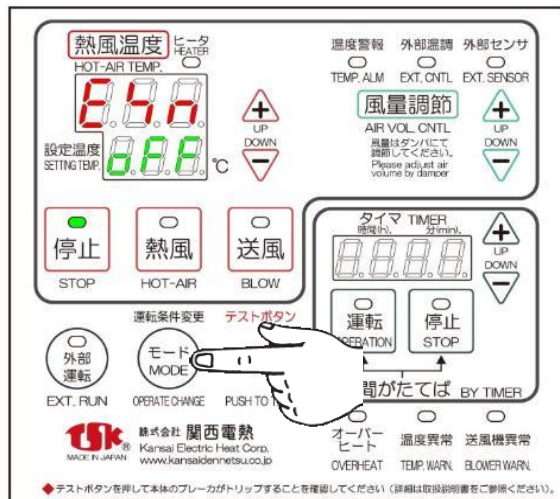 熱風温度 ヒータ HEATER
HOT-AIR TEMP.
ESn
設定温度 SETTING TEMP. oFF ℃
UP
DOWN
温度警報 外部温調 外部センサ
TEMP. ALM EXT. CNTL EXT. SENSOR
風量調節
AIR VOL. CNTL
風量はダンパにて
調節してください。
Please adjust air
volume by damper
UP
DOWN
停止 熱風 送風
STOP HOT-AIR BLOW
タイマ TIMER
時間(h). 分(min).
8.8.8.8
UP
DOWN
運転 停止
OPERATION STOP
間がたてば BY TIMER
運転条件変更 テストボタン
外部
運転
モード
MODE
EXT. RUN OPERATE CHANGE PUSH TO T
TSK ® 株式会社 関西電熱
Kansai Electric Heat Corp.
MADE IN JAPAN www.kansaidennetsu.co.jp
オーバー
ヒート 温度異常 送風機異常
OVERHEAT TEMP. WARN. BLOWER WARN.
◆テストボタンを押して本体のブレーカがトリップすることを確認してください（詳細は取扱説明書をご参照ください)。